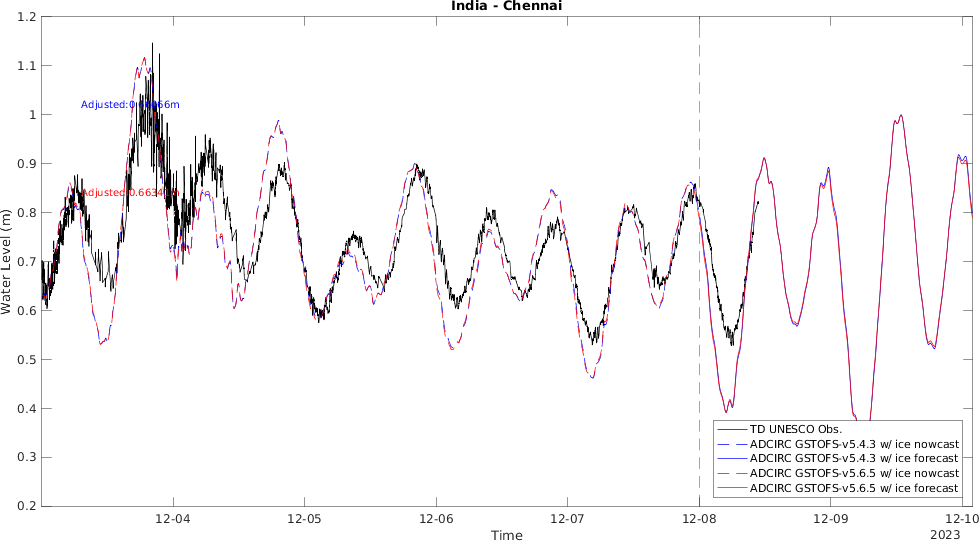 India - Chennai
1.2
1.1
1
0.9
0.8
0.7
0.6
0.5
0.4
0.3
0.2
Water Level (m)
12-04
12-05
12-06
12-07
12-08
12-09
12-10
2023
Time
TD UNESCO Obs.
ADCIRC GSTOFS-v5.4.3 w/ ice nowcast
ADCIRC GSTOFS-v5.4.3 w/ ice forecast
ADCIRC GSTOFS-v5.6.5 w/ ice nowcast
ADCIRC GSTOFS-v5.6.5 w/ ice forecast